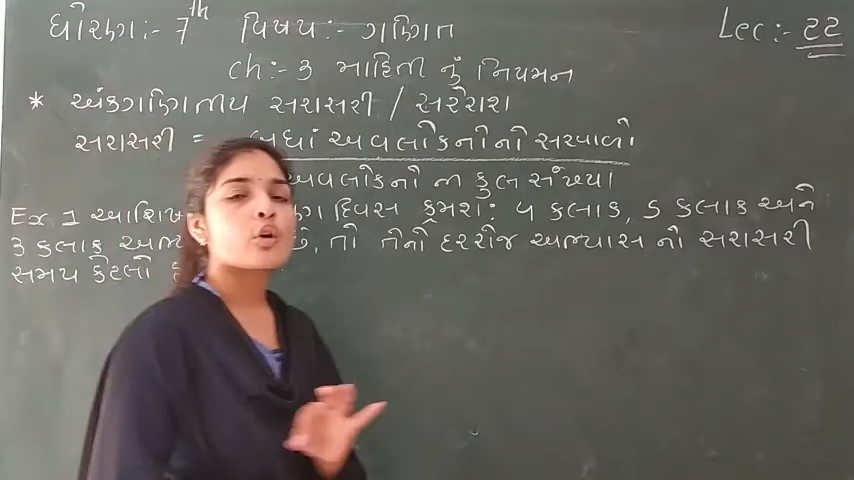 ધોરણ:- 7th વિષય:- ગણિત Lec:- 22
ch:- 3 માહિતી નું નિયમન
* અંકગણિતીય સરાસરી / સરેરાશ
સરાસરી = બધાં અવલોકનોનો સરવાળો
અવલોકનો ના કુલ સંખ્યા
Ex 1 આશિષ દિવસ ક્રમશ: 4 કલાક, 5 કલાક અને
3 કલાક છે, તો તેનો દરરોજ અભ્યાસ નો સરાસરી
સમય કેટલો